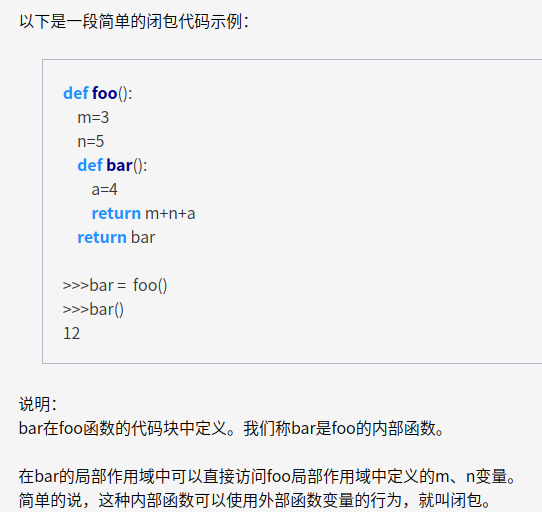 以下是一段简单的闭包代码示例：
def foo():
    m=3
    n=5
    def bar():
        a=4
        return m+n+a
    return bar
>>>bar =  foo()
>>>bar()
12
说明：
bar在foo函数的代码块中定义。我们称bar是foo的内部函数。
在bar的局部作用域中可以直接访问foo局部作用域中定义的m、n变量。
简单的说，这种内部函数可以使用外部函数变量的行为，就叫闭包。